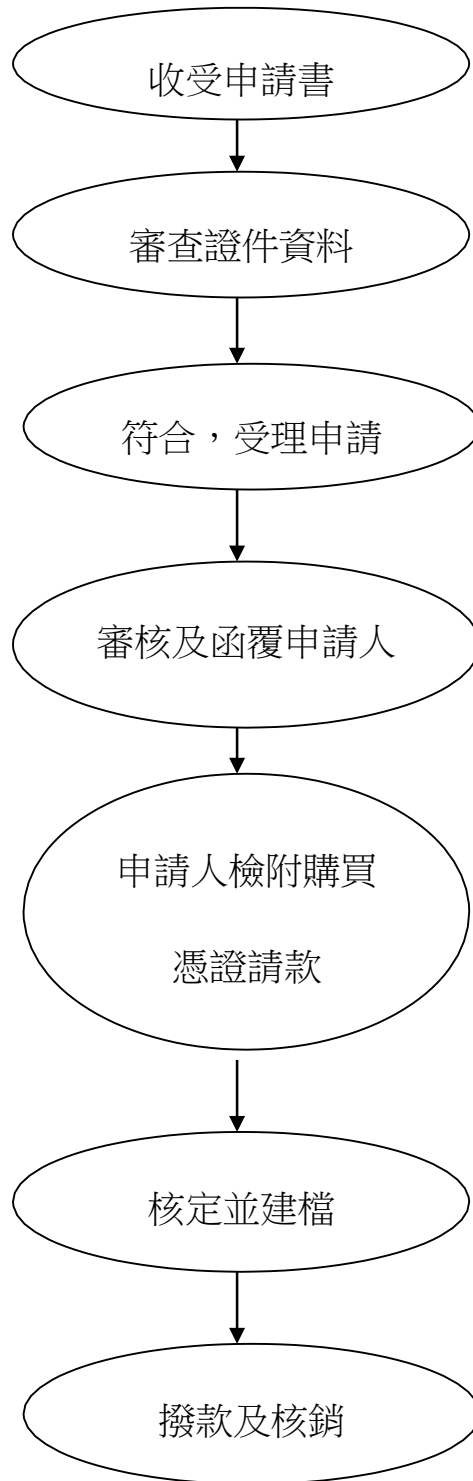 收受申請書
審查證件資料
符合，受理申請
審核及函覆申請人
申請人檢附購買
憑證請款
核定並建檔
撥款及核銷